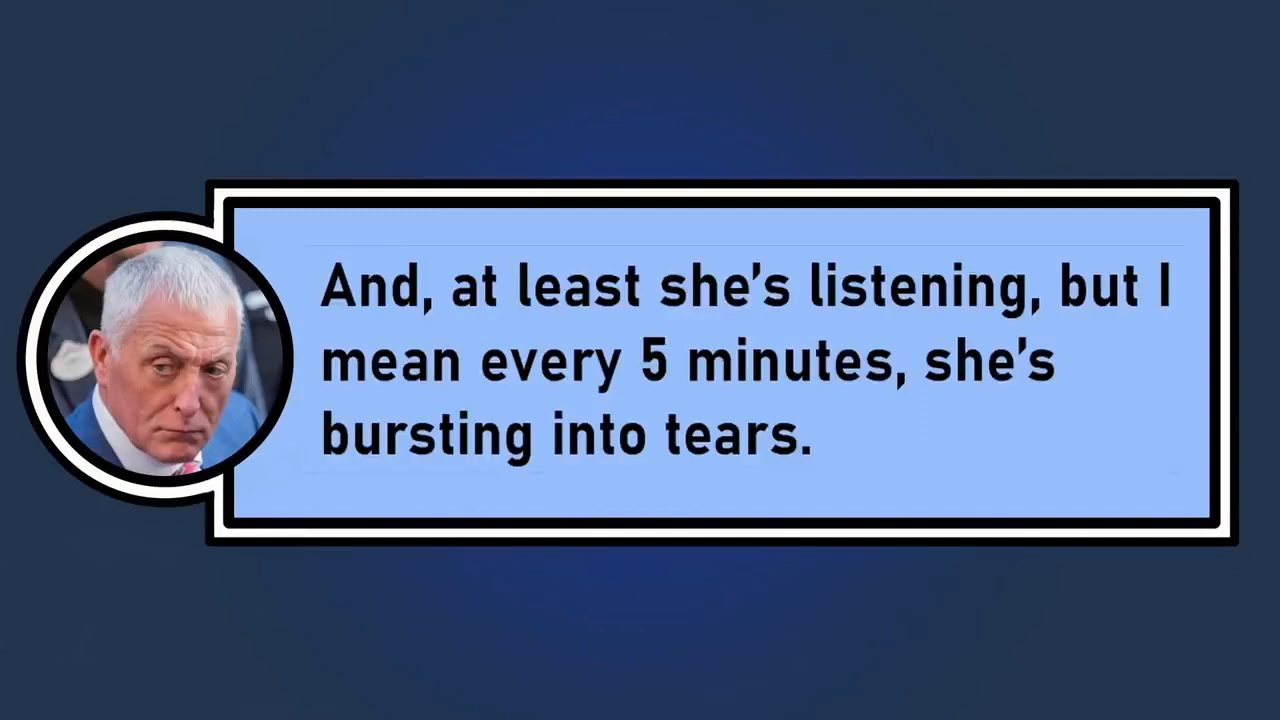 And, at least she’s listening, but I
mean every 5 minutes, she’s
bursting into tears.